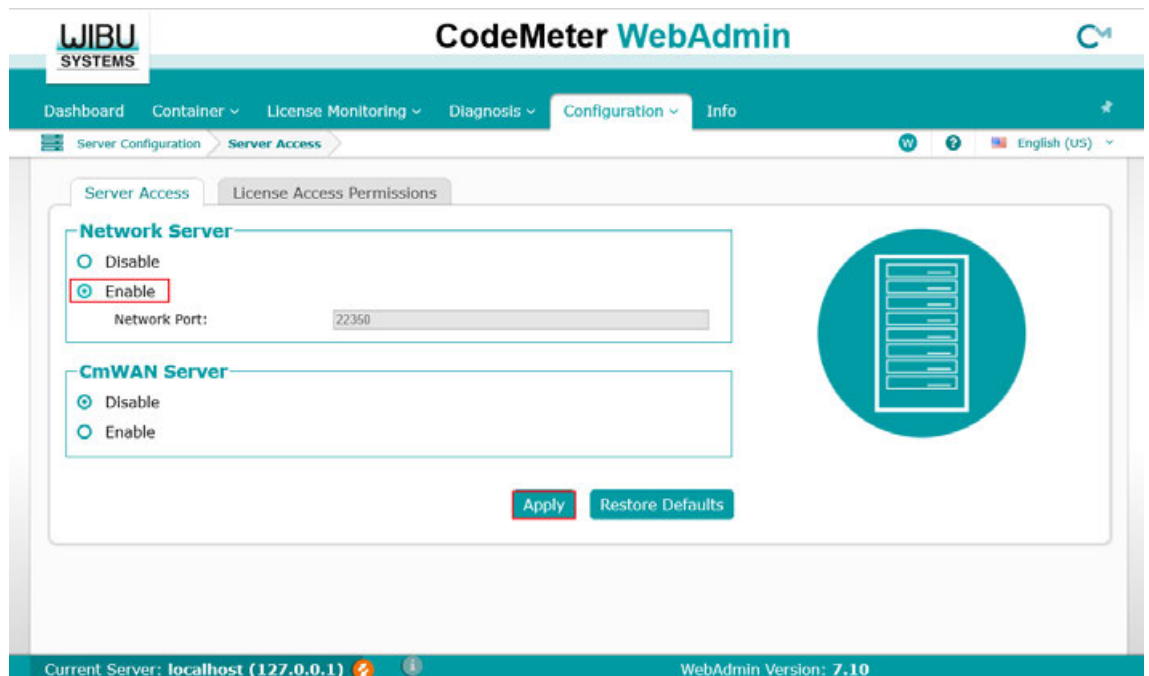 WIBU
SYSTEMS
CodeMeter WebAdmin
CM
Dashboard Container License Monitoring Diagnosis Configuration Info
Server Configuration Server Access W ? English (US)
Server Access License Access Permissions
Network Server
Disable
Enable
Network Port: 22350
CmWAN Server
Disable
Enable
Apply Restore Defaults
Current Server: localhost (127.0.0.1) i WebAdmin Version: 7.10